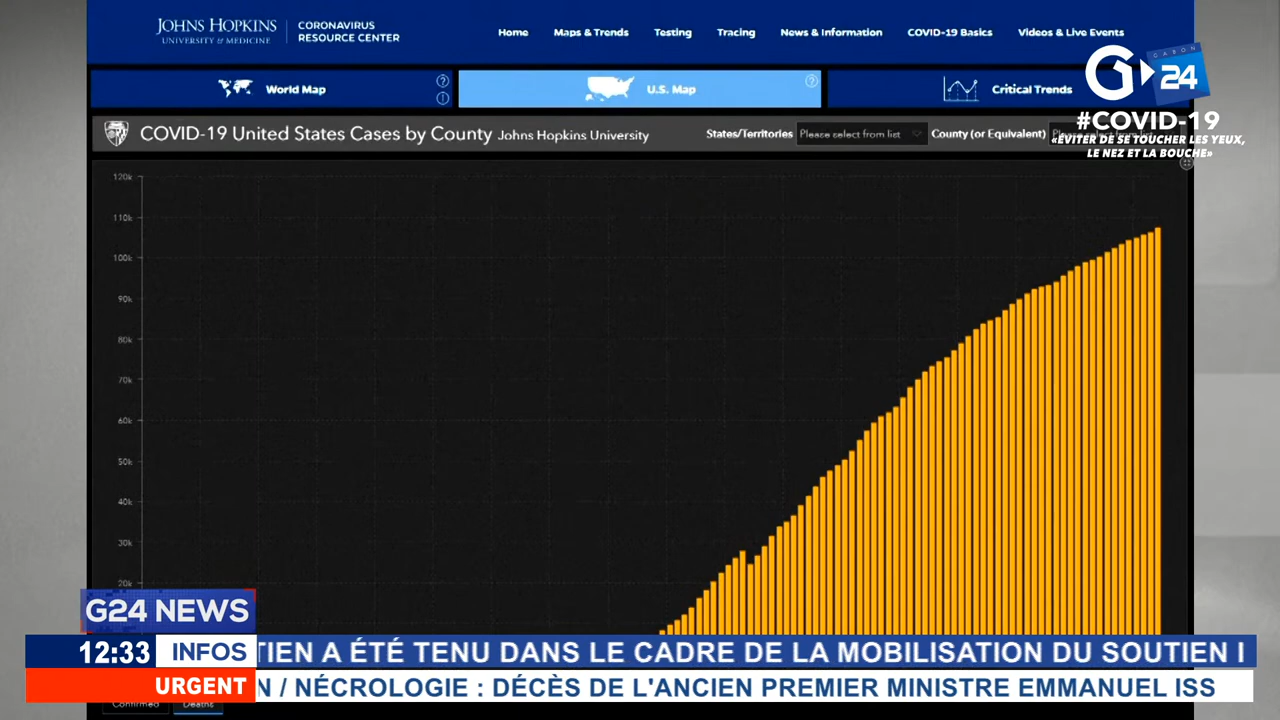 JOHNS HOPKINS
UNIVERSITY & MEDICINE
CORONAVIRUS
RESOURCE CENTER
Home
Maps & Trends
Testing
Tracing
News & Information
COVID-19 Basics
Videos & Live Events
World Map
U.S. Map
Critical Trends
GABON
G 24
#COVID-19
«ÉVITER DE SE TOUCHER LES YEUX,
LE NEZ ET LA BOUCHE»
COVID-19 United States Cases by County Johns Hopkins University
States/Territories
Please select from list
County (or Equivalent)
120k
110k
100k
90k
80k
70k
60k
50k
40k
30k
20k
G24 NEWS
12:33 INFOS
TIEN A ÉTÉ TENU DANS LE CADRE DE LA MOBILISATION DU SOUTIEN
URGENT
N / NÉCROLOGIE : DÉCÈS DE L'ANCIEN PREMIER MINISTRE EMMANUEL ISS
Confirmed
Deaths